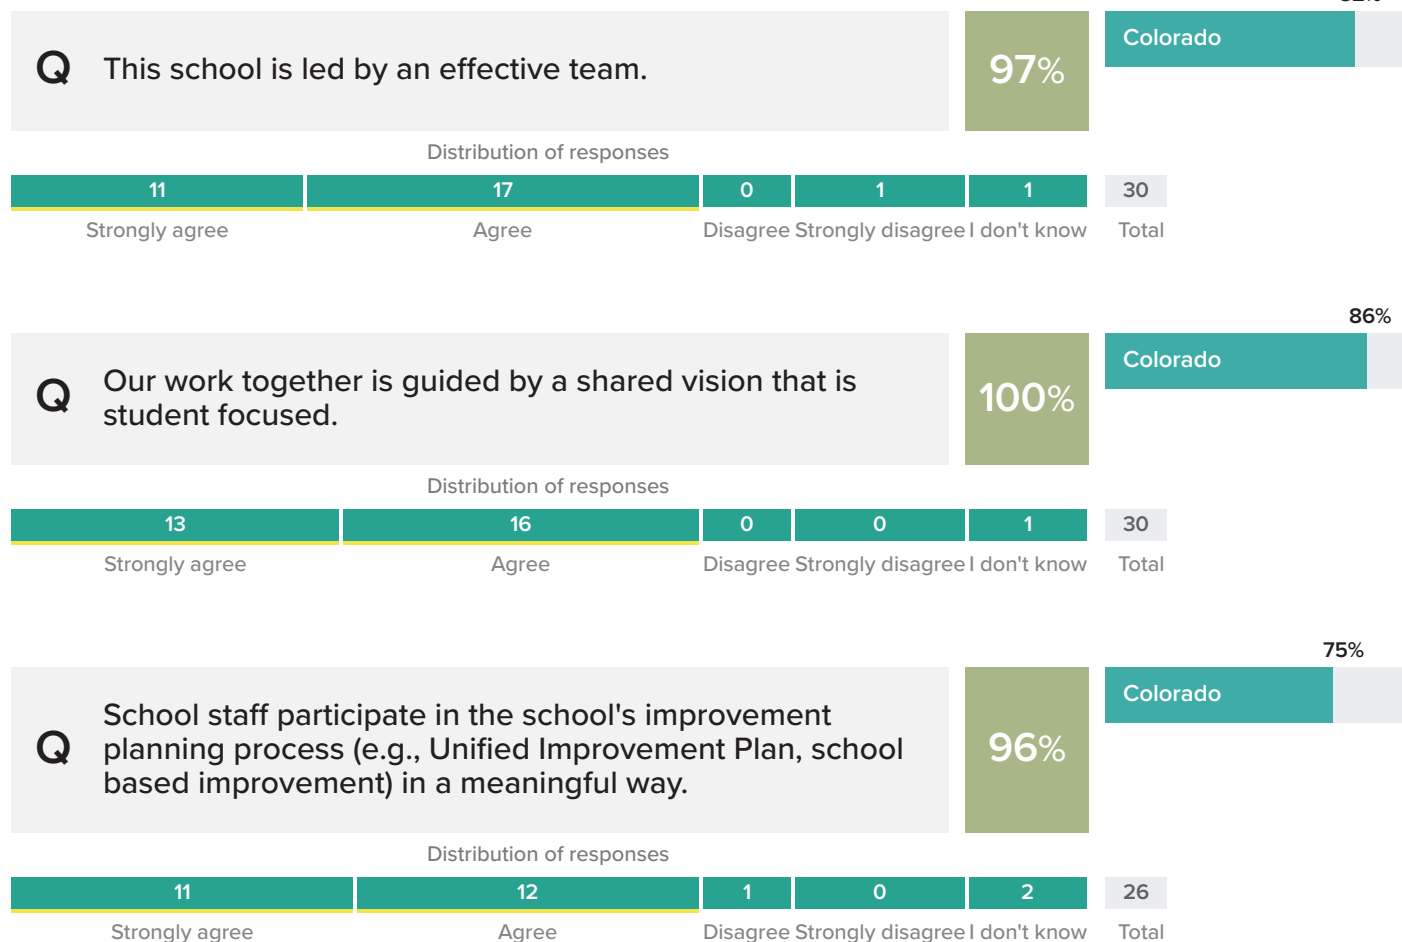 Q This school is led by an effective team.
97%
Colorado
Distribution of responses
11 17 0 1 1 30
Strongly agree Agree Disagree Strongly disagree I don't know Total
86%
Q Our work together is guided by a shared vision that is
student focused.
100%
Colorado
Distribution of responses
13 16 0 0 1 30
Strongly agree Agree Disagree Strongly disagree I don't know Total
75%
Q School staff participate in the school's improvement
planning process (e.g., Unified Improvement Plan, school
based improvement) in a meaningful way.
96%
Colorado
Distribution of responses
11 12 1 0 2 26
Strongly agree Agree Disagree Strongly disagree I don't know Total